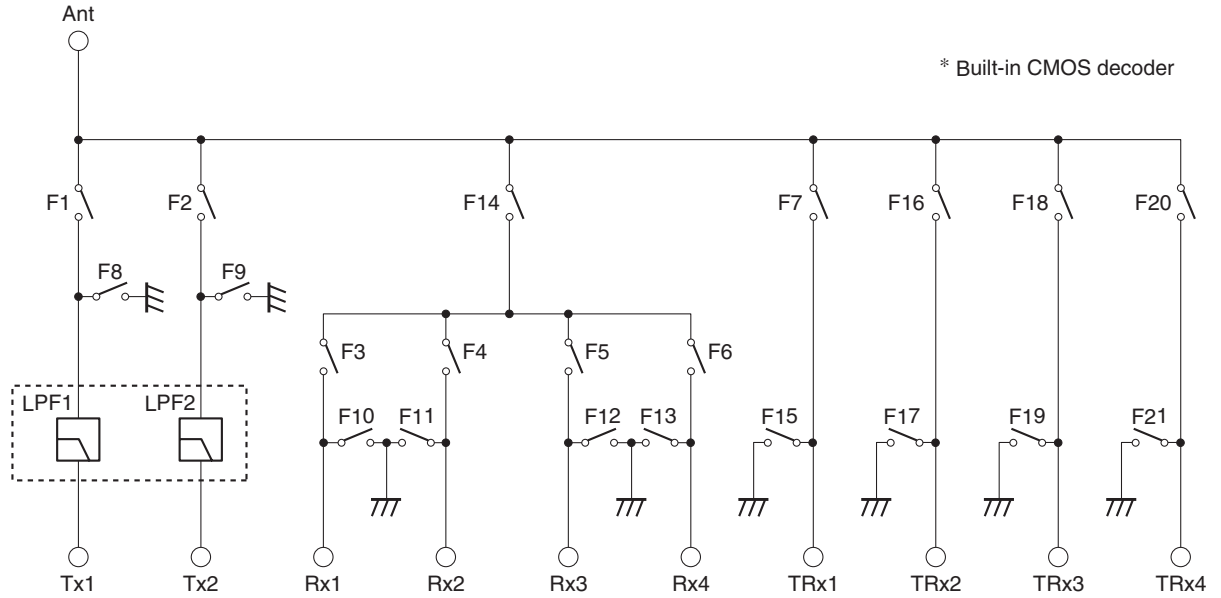 Ant
* Built-in CMOS decoder
F1
F2
F14
F7
F16
F18
F20
F8
F9
F3
F4
F5
F6
LPF1
LPF2
F10
F11
F12
F13
F15
F17
F19
F21
Tx1
Tx2
Rx1
Rx2
Rx3
Rx4
TRx1
TRx2
TRx3
TRx4